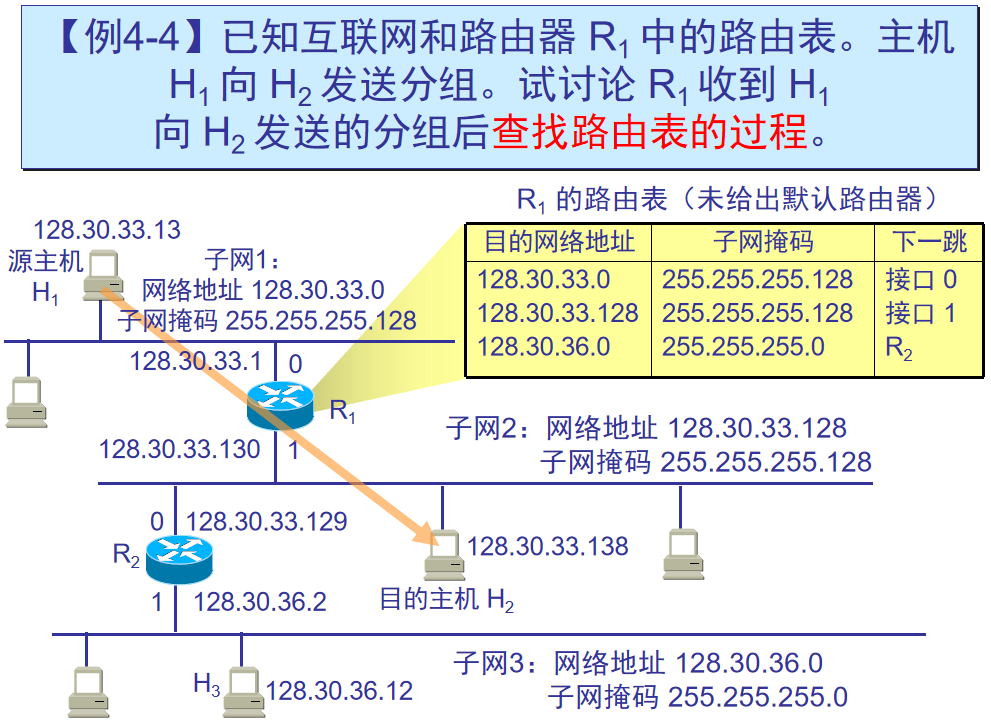 【例4-4】已知互联网和路由器 R1 中的路由表。主机
H1 向 H2 发送分组。试讨论 R1 收到 H1
向 H2 发送的分组后查找路由表的过程。
R1 的路由表（未给出默认路由器）
目的网络地址 子网掩码 下一跳
128.30.33.0 255.255.255.128 接口 0
128.30.33.128 255.255.255.128 接口 1
128.30.36.0 255.255.255.0 R2
128.30.33.13
源主机
H1
子网1：
网络地址 128.30.33.0
子网掩码 255.255.255.128
128.30.33.1
0
R1
128.30.33.130
1
子网2：网络地址 128.30.33.128
子网掩码 255.255.255.128
0
128.30.33.129
R2
128.30.33.138
目的主机 H2
1
128.30.36.2
子网3：网络地址 128.30.36.0
子网掩码 255.255.255.0
H3
128.30.36.12